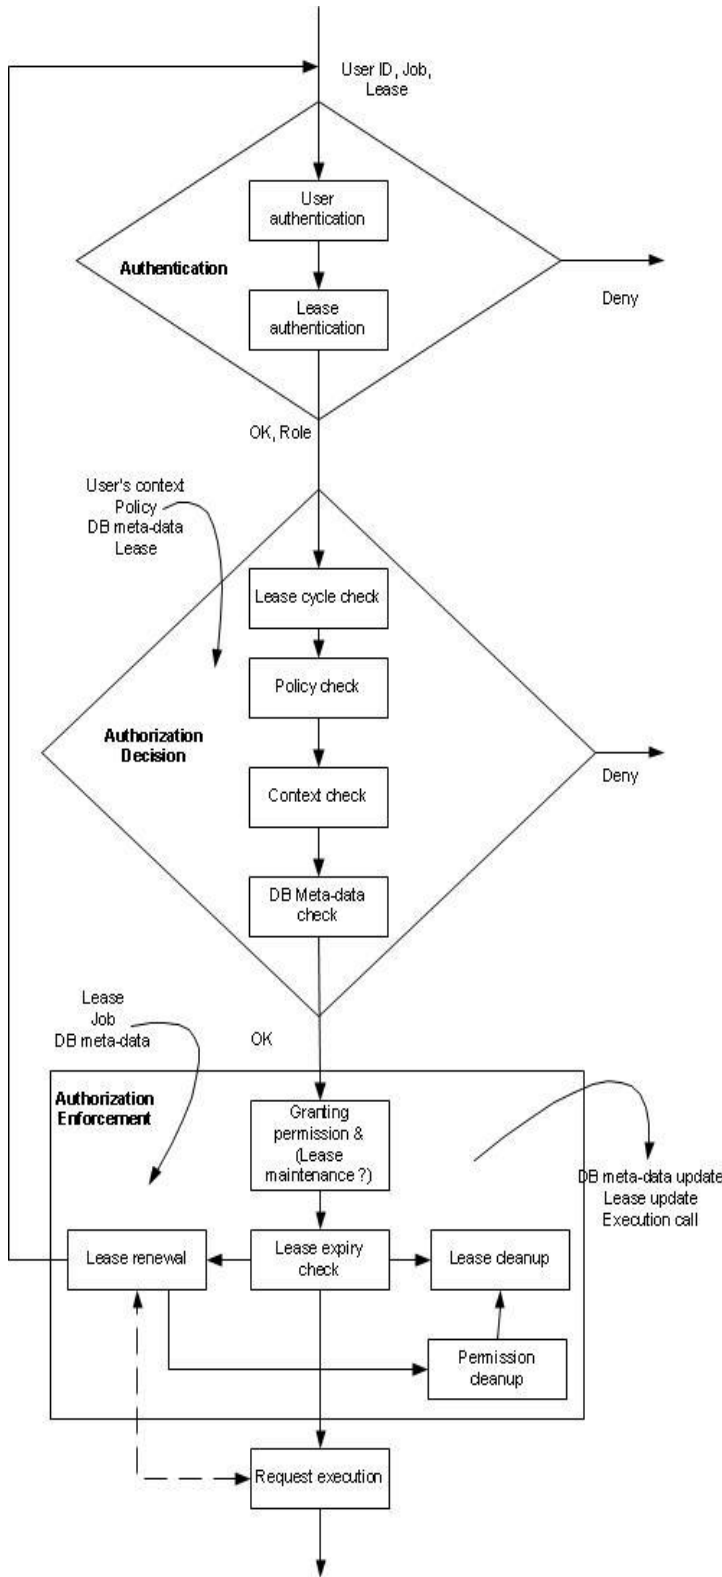 User ID, Job,
Lease
User
authentication
Authentication
Lease
authentication
Deny
OK, Role
User's context
Policy
DB meta-data
Lease
Lease cycle check
Policy check
Authorization
Decision
Context check
Deny
DB Meta-data
check
Lease
Job
DB meta-data
OK
Authorization
Enforcement
Granting
permission &
(Lease
maintenance ?)
DB meta-data update
Lease update
Execution call
Lease renewal
Lease expiry
check
Lease cleanup
Permission
cleanup
Request execution